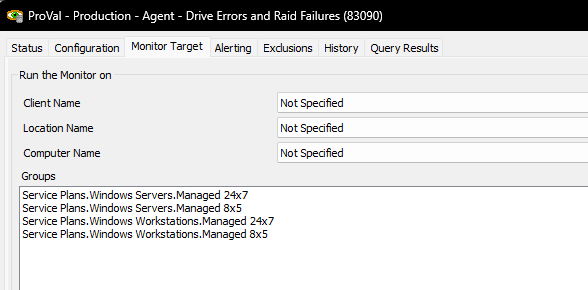 ProVal - Production - Agent - Drive Errors and Raid Failures (83090)
Status Configuration Monitor Target Alerting Exclusions History Query Results
Run the Monitor on
Client Name Not Specified
Location Name Not Specified
Computer Name Not Specified
Groups
Service Plans.Windows Servers.Managed 24x7
Service Plans.Windows Servers.Managed 8x5
Service Plans.Windows Workstations.Managed 24x7
Service Plans.Windows Workstations.Managed 8x5